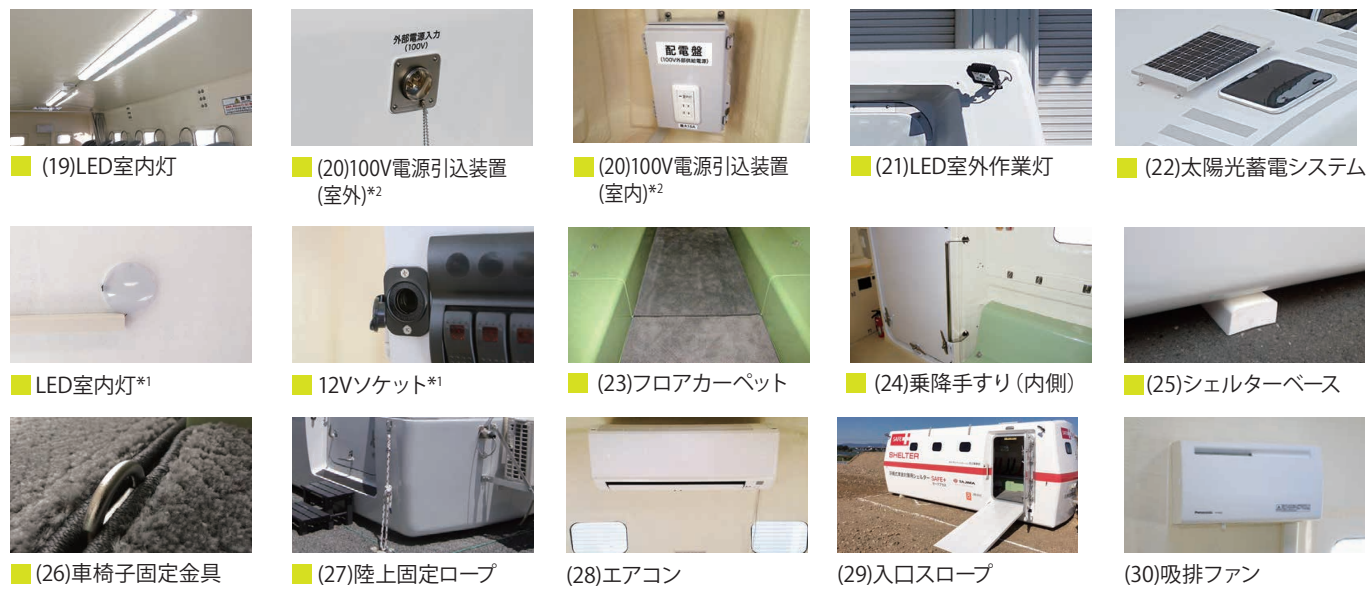 外部電源入力
(100V)
配電盤
(100V外部供給電源)
(19)LED室内灯
(20)100V電源引込装置
(室外)*2
(20)100V電源引込装置
(室内)*2
(21)LED室外作業灯
(22)太陽光蓄電システム
LED室内灯*1
12Vソケット*1
(23)フロアカーペット
(24)乗降手すり(内側)
(25)シェルターベース
SAFE+
SHELTER
SAFE+
TAJIMA
Panasonic
(26)車椅子固定金具
(27)陸上固定ロープ
(28)エアコン
(29)入口スロープ
(30)吸排ファン